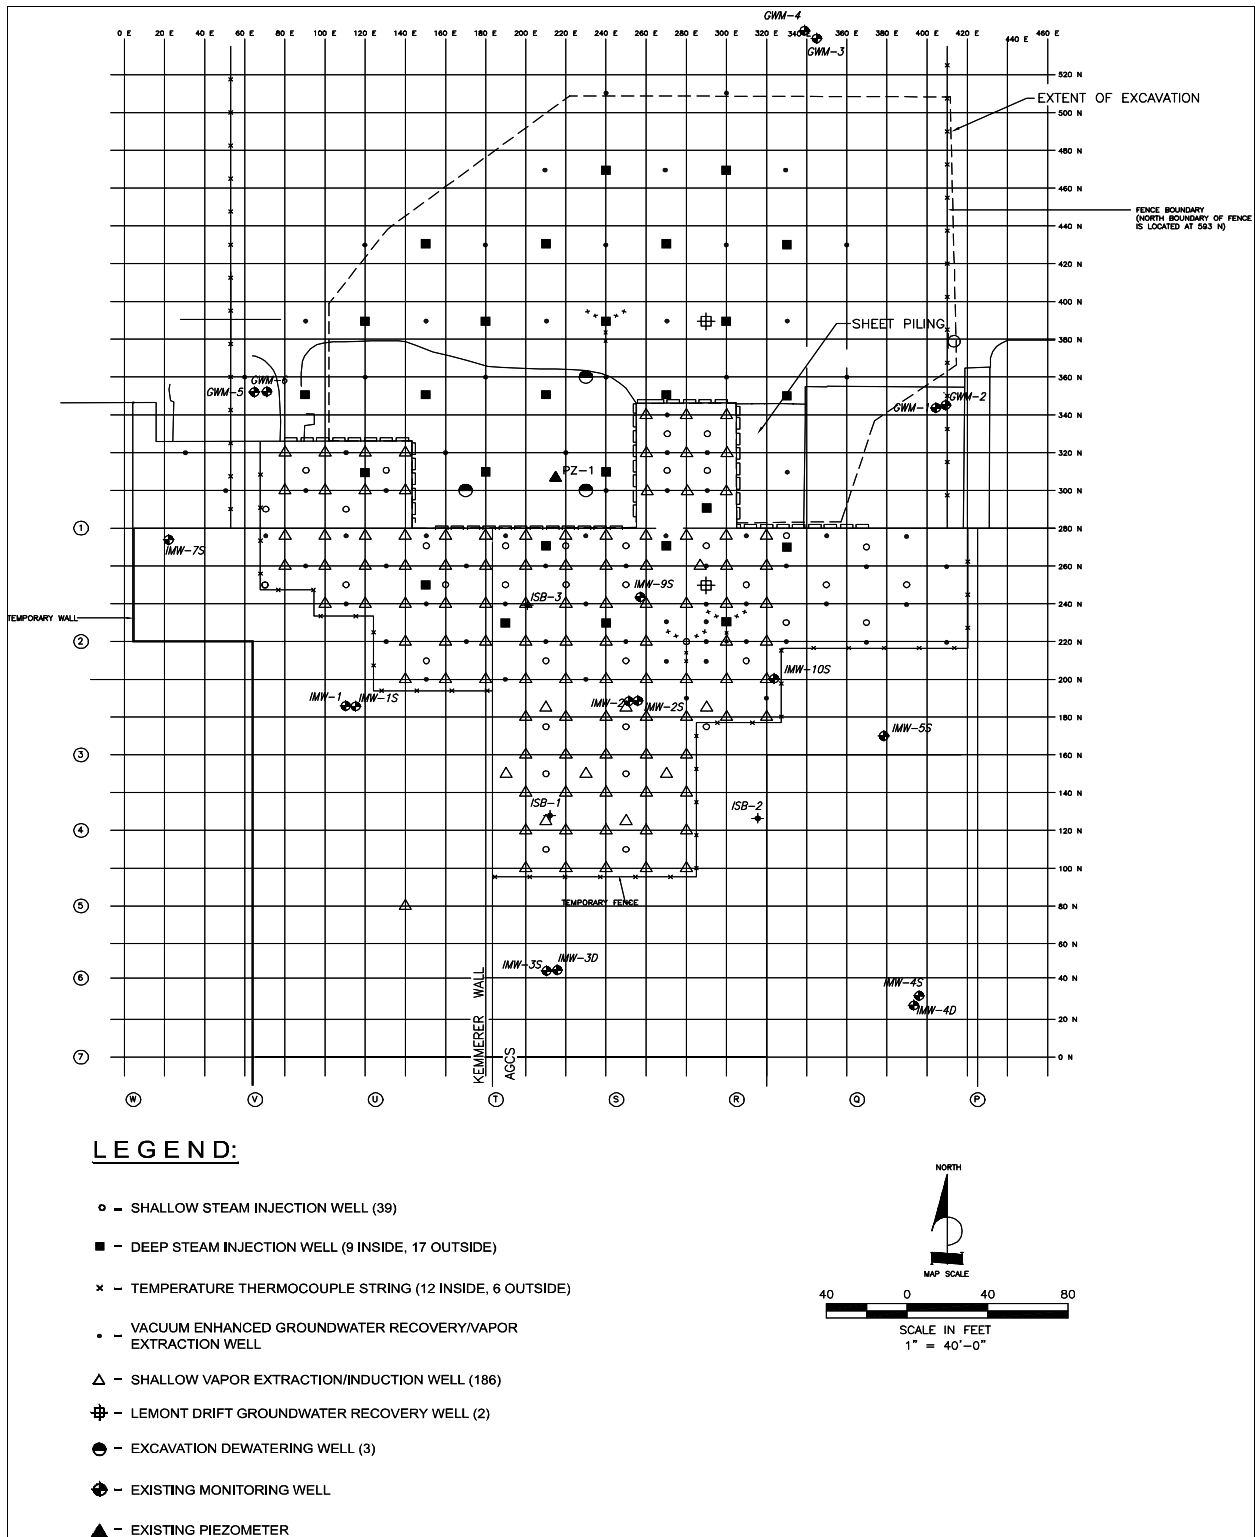 GWM-4
0 E 20 E 40 E 60 E 80 E 100 E 120 E 140 E 160 E 180 E 200 E 220 E 240 E 260 E 280 E 300 E 320 E 340 E 360 E 380 E 400 E 420 E 440 E 460 E
GWM-3
520 N
EXTENT OF EXCAVATION
500 N
480 N
460 N
FENCE BOUNDARY
(NORTH BOUNDARY OF FENCE
IS LOCATED AT 593 N)
440 N
420 N
400 N
SHEET PILING
380 N
GWM-6
360 N
GWM-5
GWM-2
GWM-1
340 N
320 N
PZ-1
300 N
1
280 N
IMW-7S
260 N
IMW-9S
ISB-3
240 N
TEMPORARY WALL
2
220 N
IMW-10S
200 N
IMW-1
IMW-1S
IMW-2
IMW-2S
180 N
IMW-5S
3
160 N
140 N
ISB-1
ISB-2
4
120 N
100 N
TEMPORARY FENCE
5
80 N
60 N
IMW-3S
IMW-3D
6
40 N
IMW-4S
IMW-4D
20 N
KEMMERER WALL
AGCS
7
0 N
W V U T S R Q P
LEGEND:
SHALLOW STEAM INJECTION WELL (39)
DEEP STEAM INJECTION WELL (9 INSIDE, 17 OUTSIDE)
TEMPERATURE THERMOCOUPLE STRING (12 INSIDE, 6 OUTSIDE)
VACUUM ENHANCED GROUNDWATER RECOVERY/VAPOR
EXTRACTION WELL
SHALLOW VAPOR EXTRACTION/INDUCTION WELL (186)
LEMONT DRIFT GROUNDWATER RECOVERY WELL (2)
EXCAVATION DEWATERING WELL (3)
EXISTING MONITORING WELL
EXISTING PIEZOMETER
NORTH
MAP SCALE
40 0 40 80
SCALE IN FEET
1" = 40'-0"